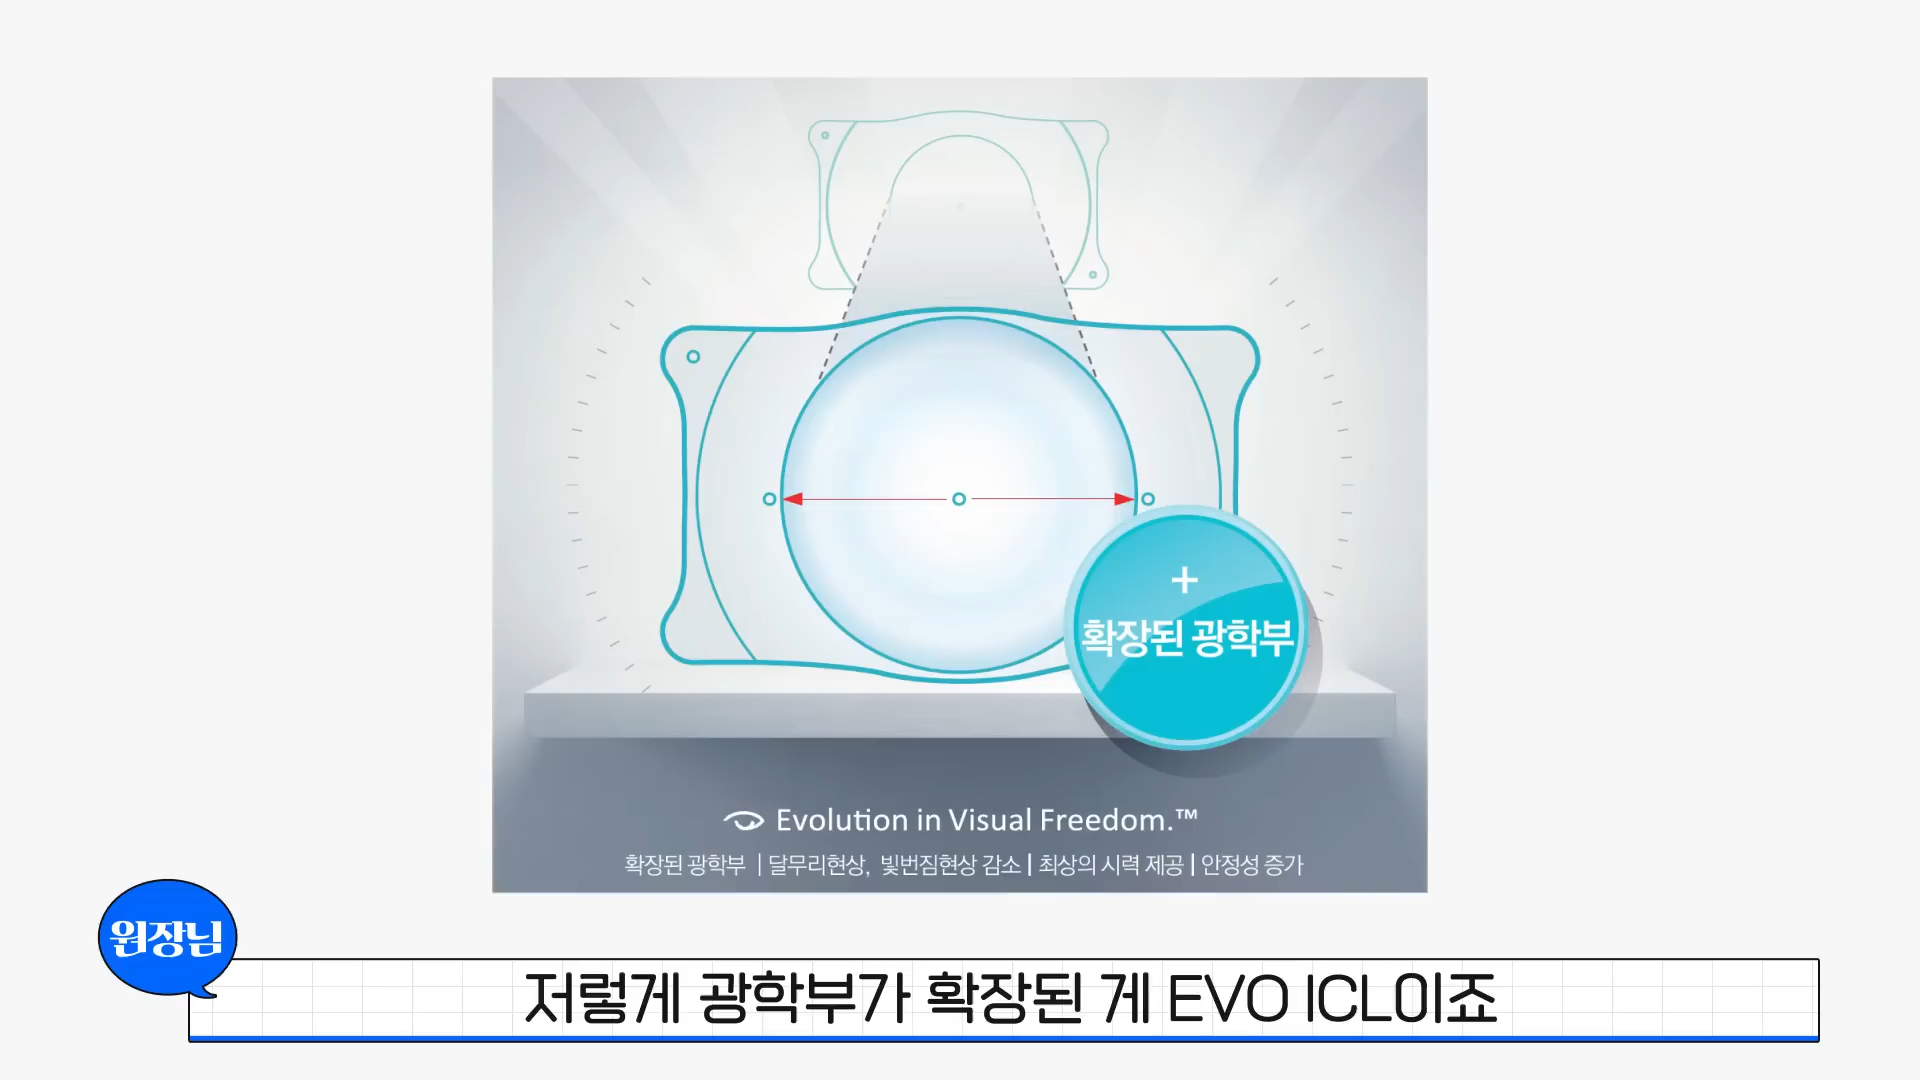 +
확장된 광학부
Evolution in Visual Freedom.™
확장되 광학부 | 달무리현상, 빛번짐현상 감소 | 최상의 시력 제공 | 안정성 증가
원장님
저렇게 광학부가 확장된 게 EVO ICL이죠